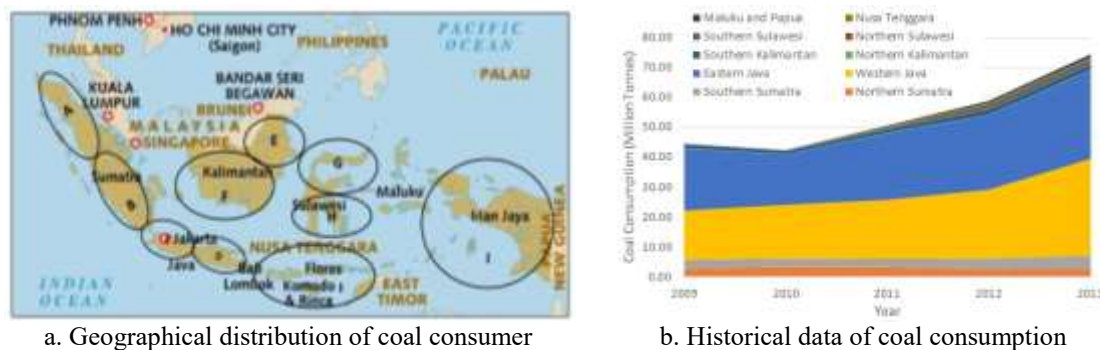 PHNOM PENH
HO CHI MINH CITY
(Saigon)
THAILAND
PHILIPPINES
PACIFIC
OCEAN
PALAU
KUALA
LUMPUR
BANDAR SERI
BEGAWAN
BRUNEI
MALAYSIA
SINGAPORE
A
E
G
Sumatra
B
Kalimantan
F
Maluku
Sulawesi
H
Irian Jaya
I
PAPUA
NEW GUINEA
Jakarta
Java
D
NUSA TENGGARA
Bali
Lombok
Flores
Komodo
& Rinca
EAST
TIMOR
INDIAN
OCEAN
a. Geographical distribution of coal consumer
Maluku and Papua
Nusa Tenggara
Southern Sulawesi
Northern Sulawesi
Southern Kalimantan
Northern Kalimantan
Eastern Java
Western Java
Southern Sumatra
Northern Sumatra
Coal Consumption (Million Tonnes)
80.00
70.00
60.00
50.00
40.00
30.00
20.00
10.00
0.00
2009 2010 2011 2012 2013
Year
b. Historical data of coal consumption